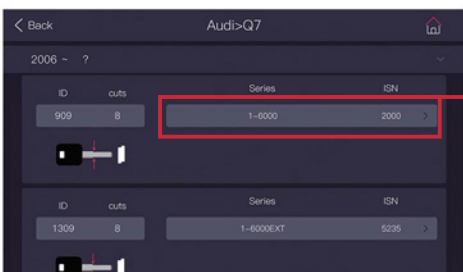 < Back Audi>Q7
2006 ~ ?
ID cuts Series ISN
909 8 1-6000 2000 >
ID cuts Series ISN
1309 8 1-6000EXT 5235 >